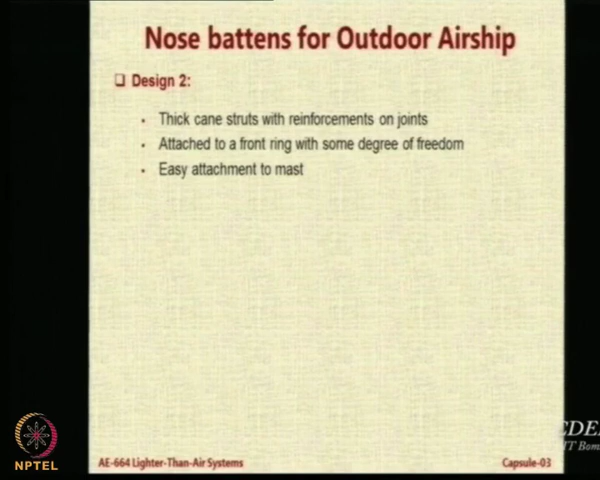 Nose battens for Outdoor Airship
❑ Design 2:
• Thick cane struts with reinforcements on joints
• Attached to a front ring with some degree of freedom
• Easy attachment to mast
NPTEL
AE-664 Lighter-Than-Air Systems
Capsule-03